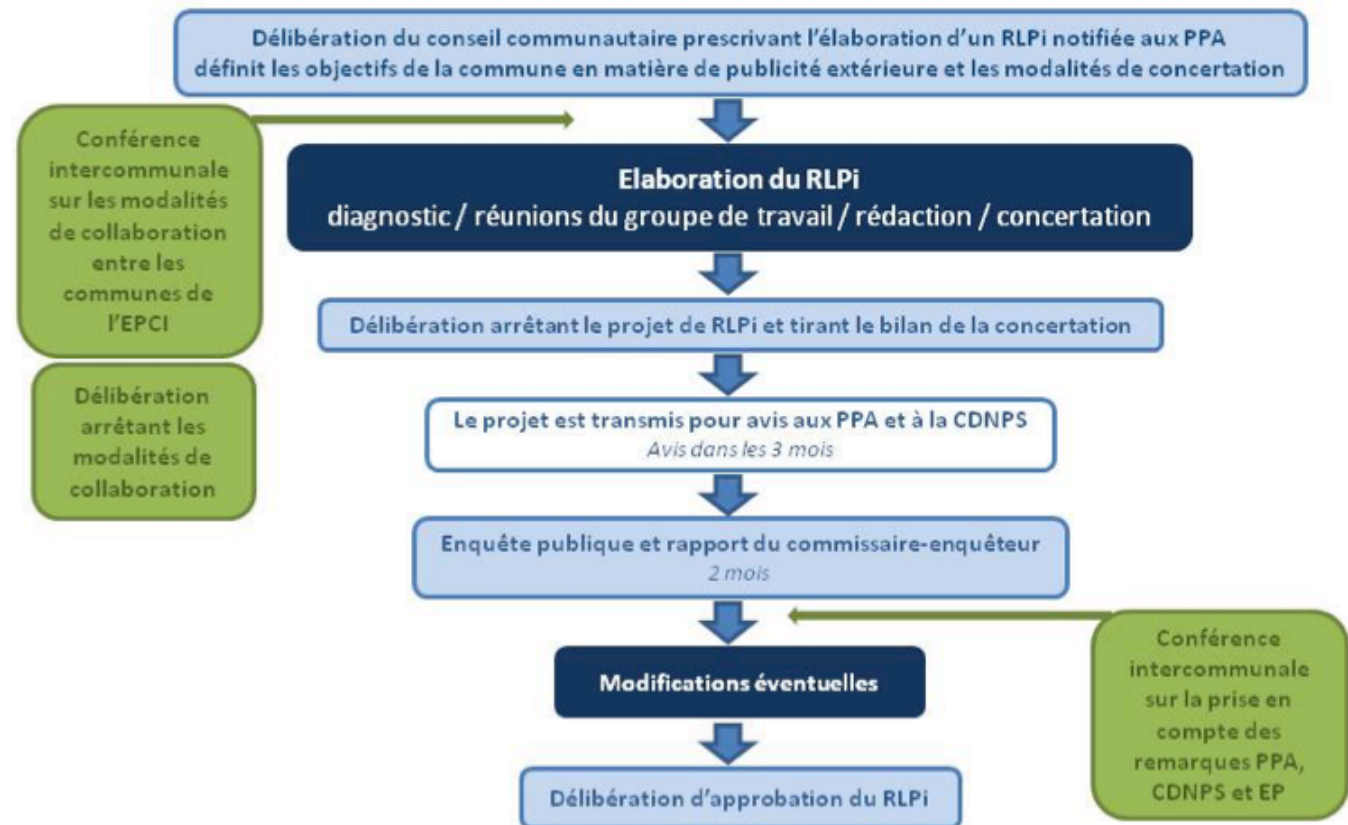 Délibération du conseil communautaire prescrivant l'élaboration d'un RLPi notifiée aux PPA
définit les objectifs de la commune en matière de publicité extérieure et les modalités de concertation
Conférence
intercommunale
sur les modalités
de collaboration
entre les
communes de
l'EPCI
Elaboration du RLPi
diagnostic / réunions du groupe de travail / rédaction / concertation
Délibération arrêtant le projet de RLPi et tirant le bilan de la concertation
Délibération
arrêtant les
modalités de
collaboration
Le projet est transmis pour avis aux PPA et à la CDNPS
Avis dans les 3 mois
Enquête publique et rapport du commissaire-enquêteur
2 mois
Conférence
intercommunale
sur la prise en
compte des
remarques PPA,
CDNPS et EP
Modifications éventuelles
Délibération d'approbation du RLPi